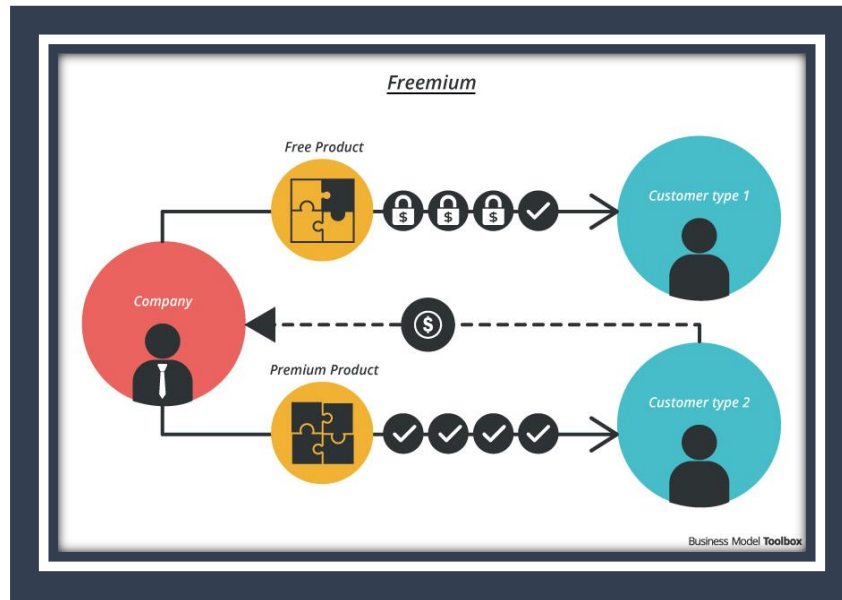 Freemium
Free Product
$ $ $
Customer type 1
Company
$
Premium Product
Customer type 2
Business Model Toolbox